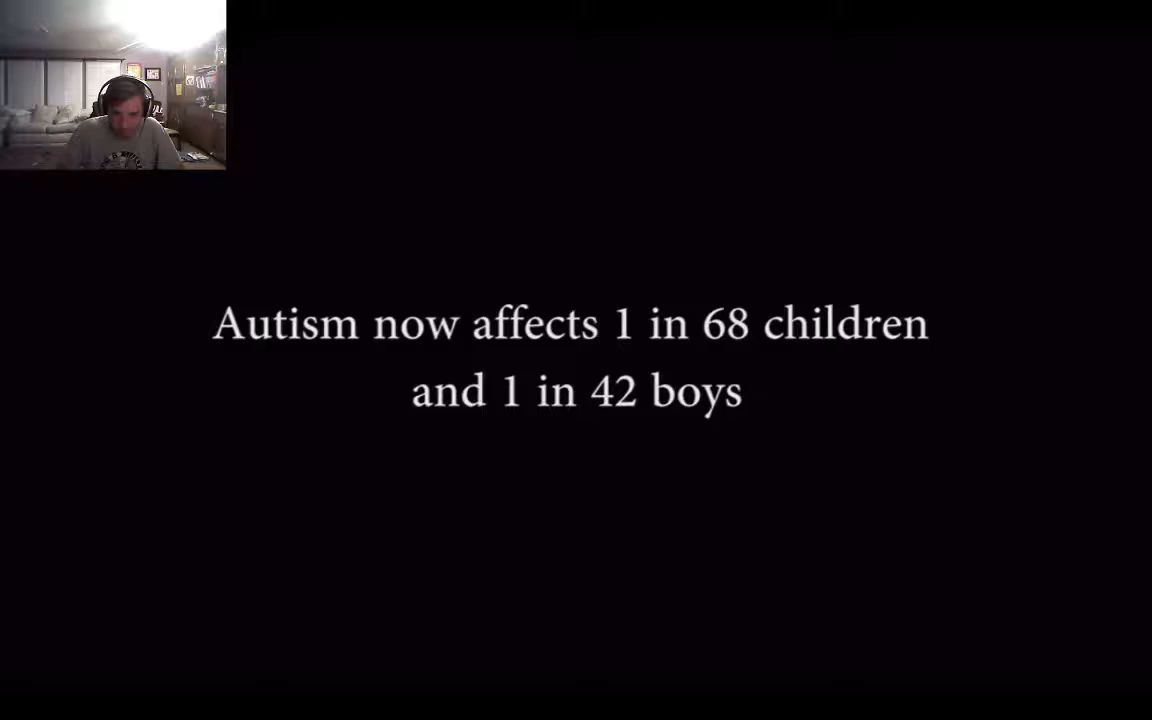 Autism now affects 1 in 68 children
and 1 in 42 boys